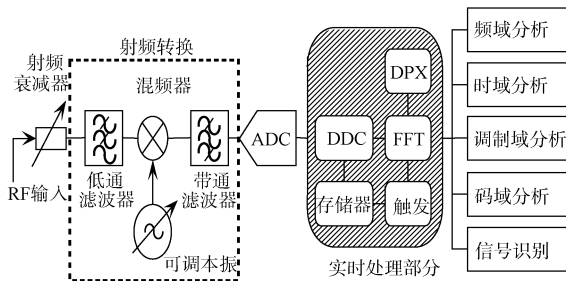 射频转换
射频
衰减器
混频器
RF输入
低通
滤波器
带通
滤波器
可调本振
ADC
DPX
DDC
FFT
存储器
触发
实时处理部分
频域分析
时域分析
调制域分析
码域分析
信号识别